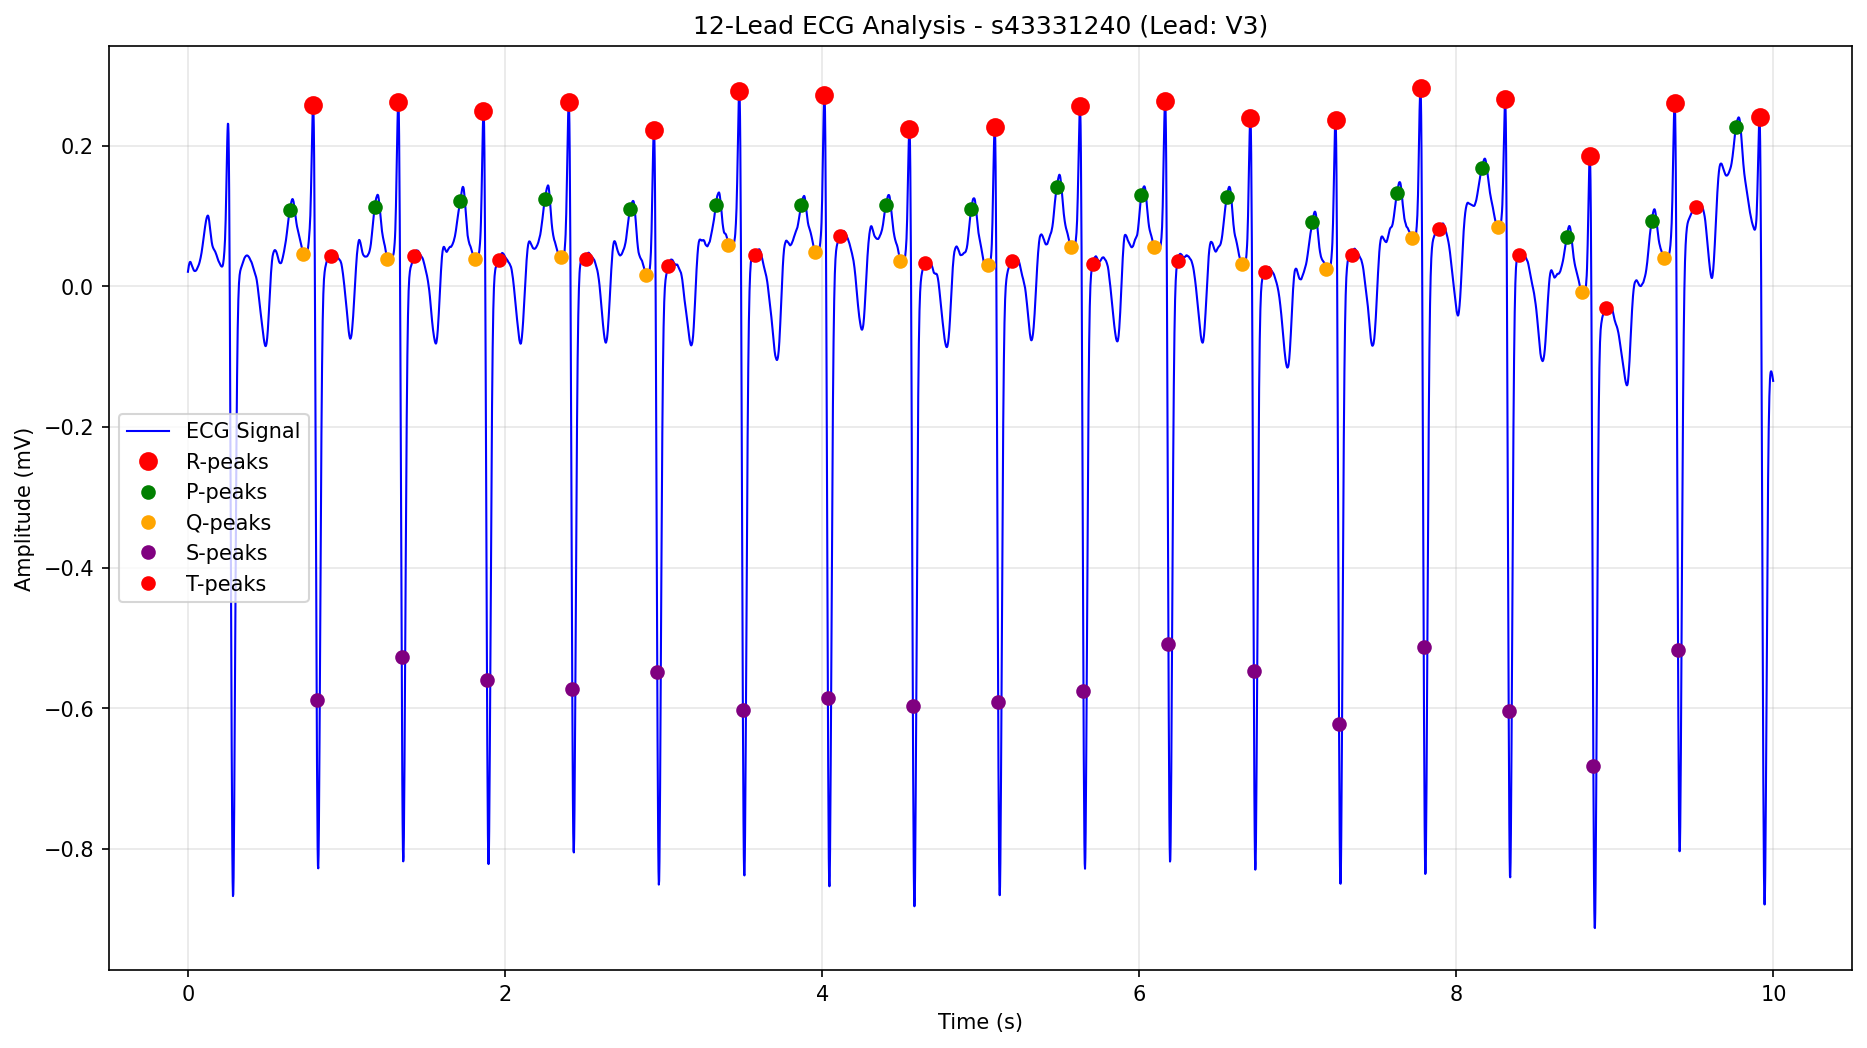 12-Lead ECG Analysis - s43331240 (Lead: V3)
Amplitude (mV)
0.2
0.0
−0.2
−0.4
−0.6
−0.8
ECG Signal
R-peaks
P-peaks
Q-peaks
S-peaks
T-peaks
0 2 4 6 8 10
Time (s)